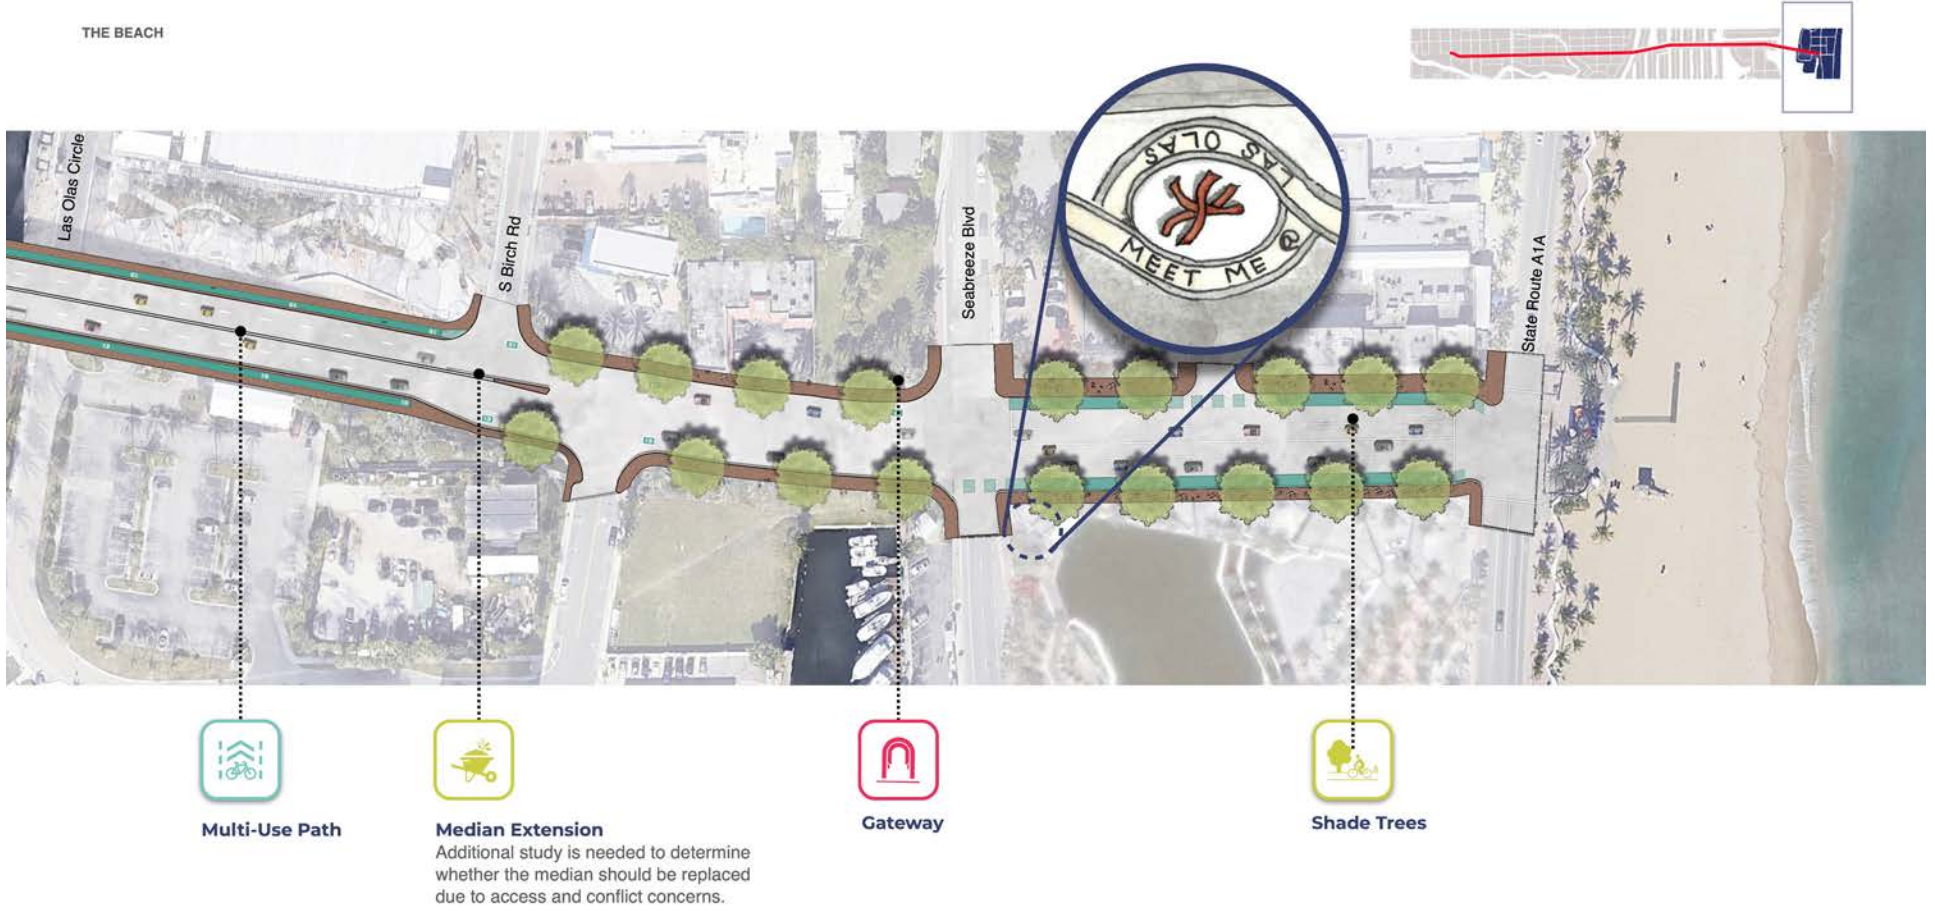 THE BEACH
Las Olas Circle
S Birch Rd
Seabreeze Blvd
LAS OLAS
MEET ME @
State Route A1A
Multi-Use Path
Median Extension
Additional study is needed to determine
whether the median should be replaced
due to access and conflict concerns.
Gateway
Shade Trees